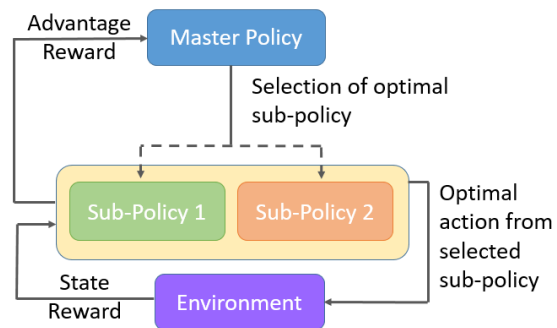 Advantage
Reward
Master Policy
Selection of optimal
sub-policy
Sub-Policy 1
Sub-Policy 2
Optimal
action from
selected
sub-policy
State
Reward
Environment